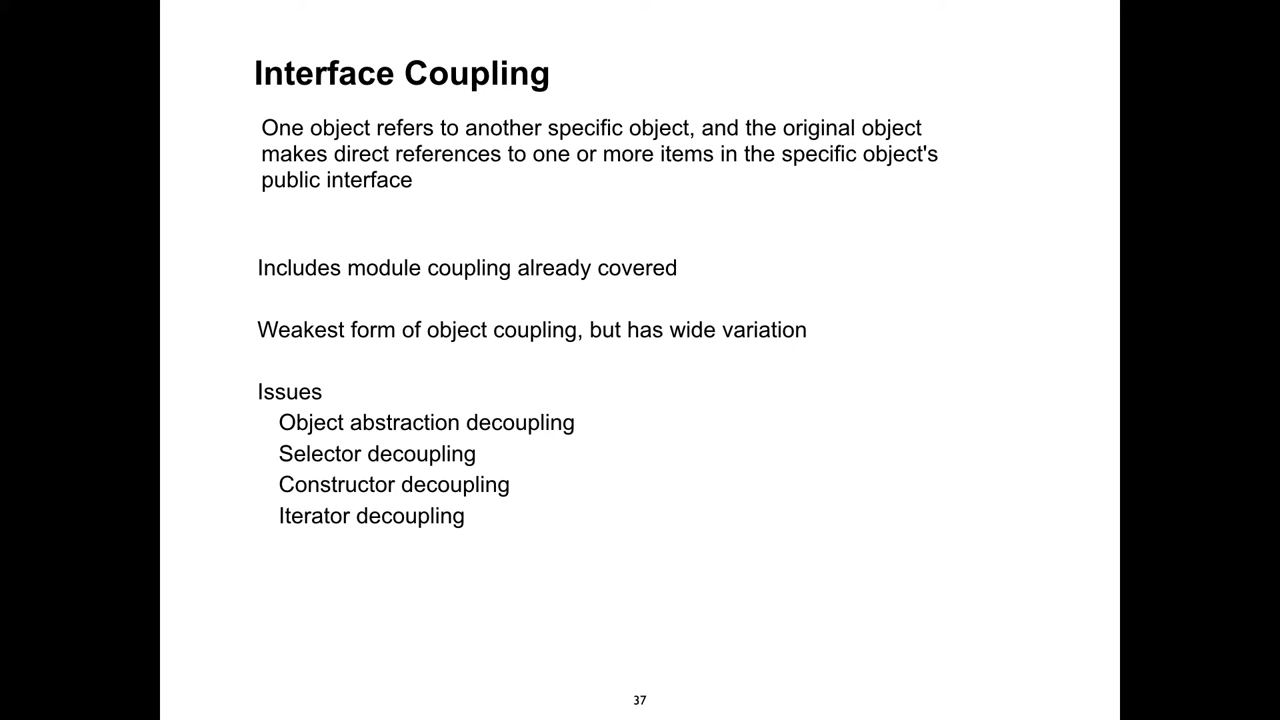 Interface Coupling
One object refers to another specific object, and the original object
makes direct references to one or more items in the specific object's
public interface
Includes module coupling already covered
Weakest form of object coupling, but has wide variation
Issues
Object abstraction decoupling
Selector decoupling
Constructor decoupling
Iterator decoupling
37